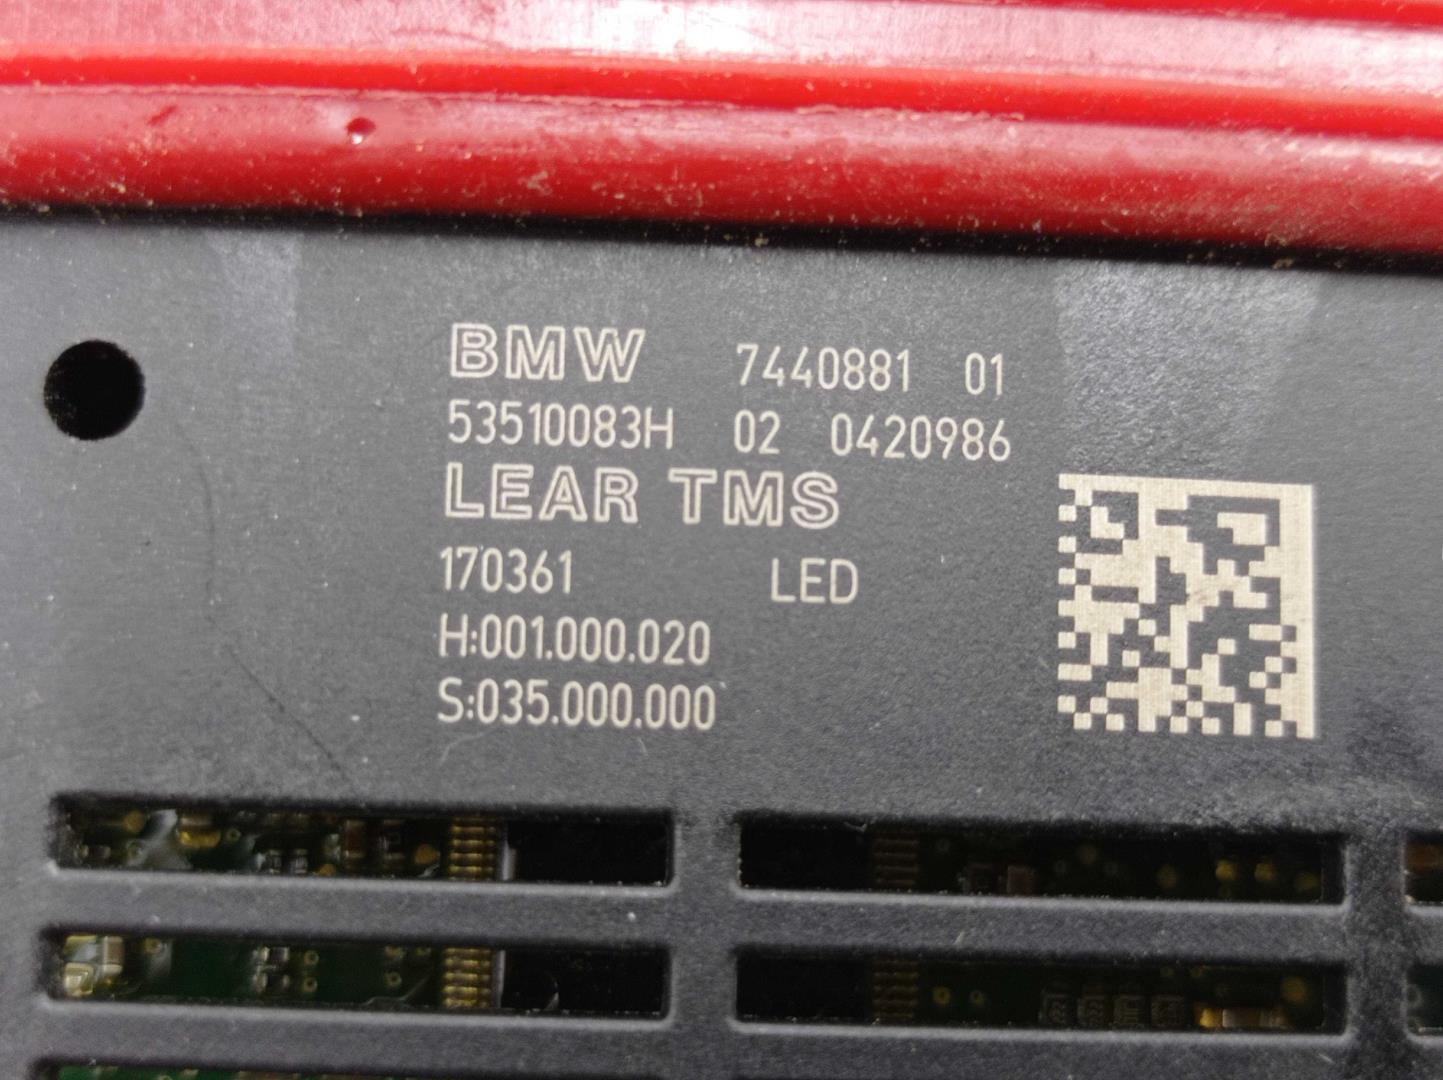 BMW 7440881 01
53510083H 02 0420986
LEAR TMS
170361 LED
H:001.000.020
S:035.000.000